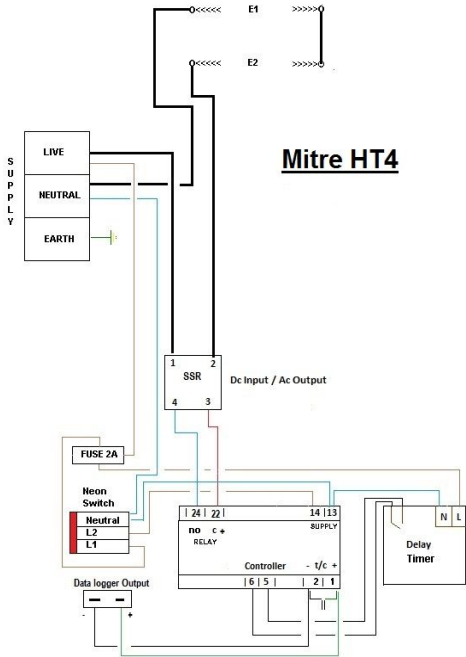 E1
<<<<<
>>>>>
E2
<<<<<
>>>>>
Mitre HT4
SUPPLY
LIVE
NEUTRAL
EARTH
1 2
SSR
4 3
Dc Input / Ac Output
FUSE 2A
Neon
Switch
Neutral
L2
L1
| 24 | 22 |
14 |13
SUPPLY
no c +
RELAY
Controller
- t/c +
| 6 | 5 |
| 2 | 1
N L
Delay
Timer
Data logger Output
- +